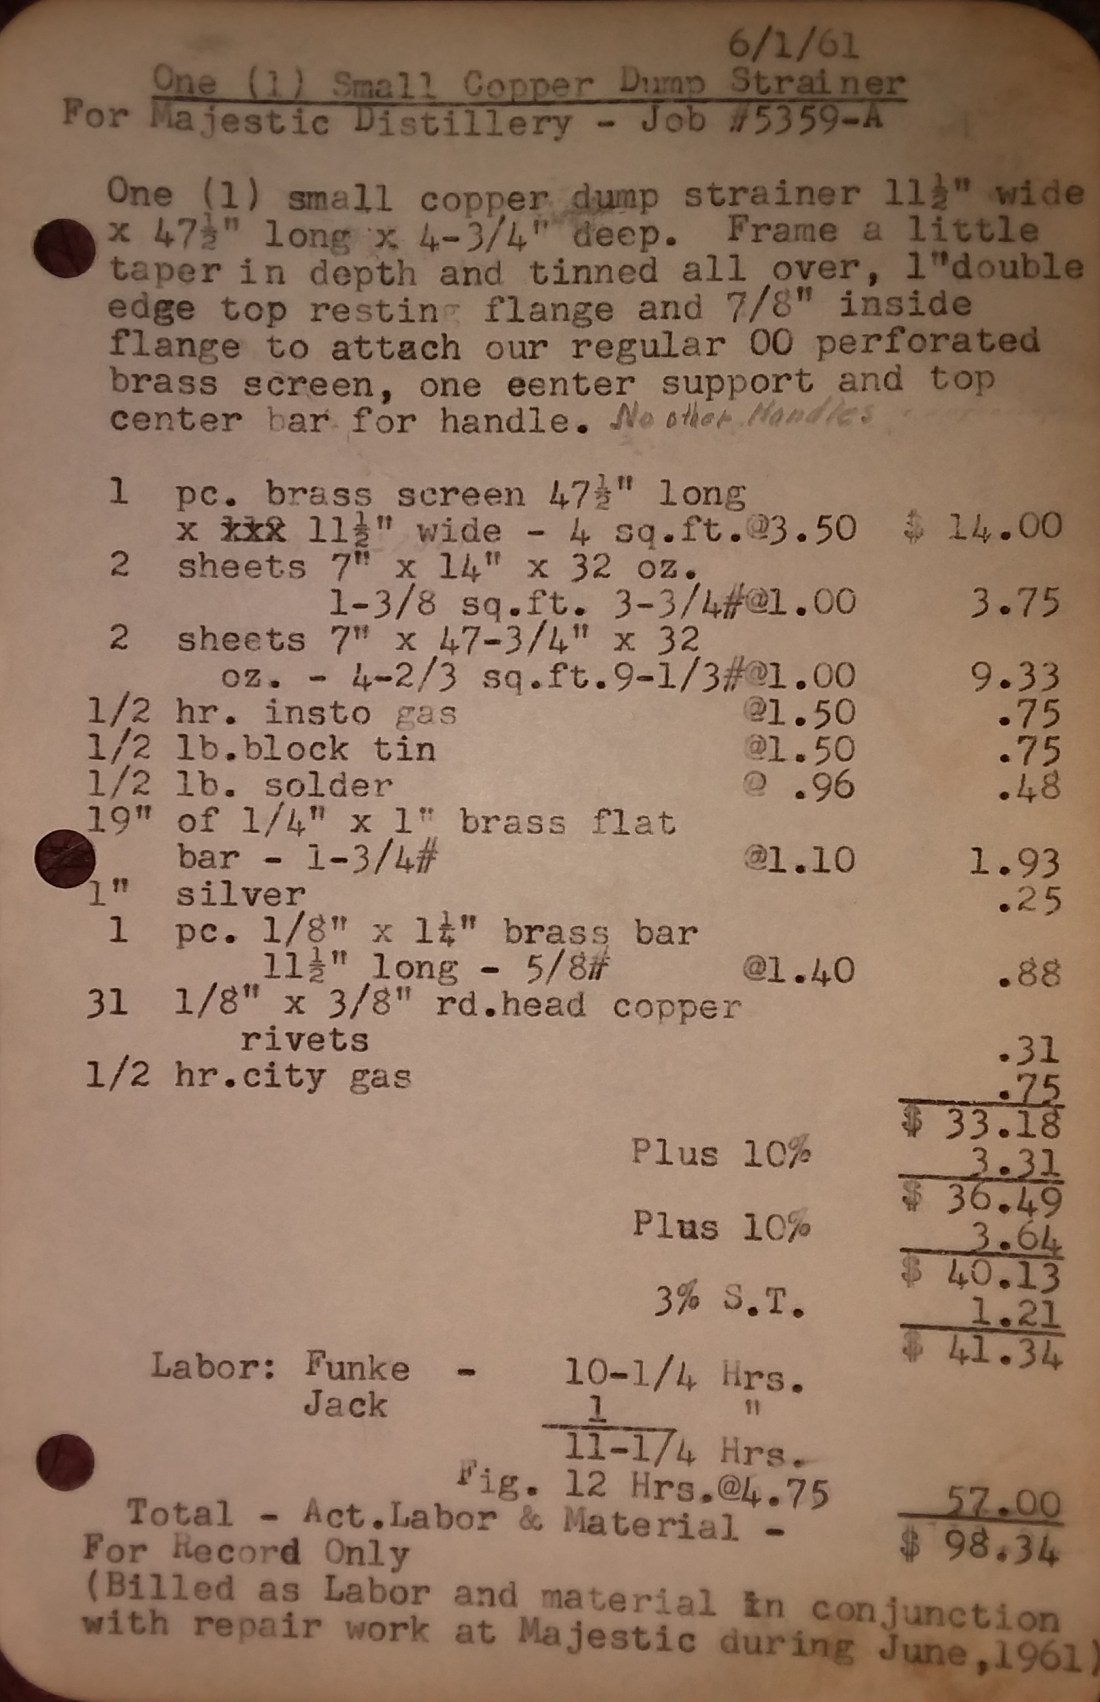 6/1/61
One (1) Small Copper Dump Strainer
For Majestic Distillery - Job #5359-A
One (1) small copper dump strainer 11½" wide
x 47½" long x 4-3/4" deep. Frame a little
taper in depth and tinned all over, 1"double
edge top resting flange and 7/8" inside
flange to attach our regular OO perforated
brass screen, one eenter support and top
center bar for handle. No other Handles
1 pc. brass screen 47½" long
x xxx 11½" wide - 4 sq.ft.@3.50 $ 14.00
2 sheets 7" x 14" x 32 oz.
1-3/8 sq.ft. 3-3/4#@1.00 3.75
2 sheets 7" x 47-3/4" x 32
oz. - 4-2/3 sq.ft.9-1/3#@1.00 9.33
1/2 hr. insto gas @1.50 .75
1/2 lb.block tin @1.50 .75
1/2 lb. solder @ .96 .48
19" of 1/4" x 1" brass flat
bar - 1-3/4# @1.10 1.93
1" silver .25
1 pc. 1/8" x 1¼" brass bar
11½" long - 5/8# @1.40 .88
31 1/8" x 3/8" rd.head copper
rivets .31
1/2 hr.city gas .75
$ 33.18
Plus 10% 3.31
$ 36.49
Plus 10% 3.64
$ 40.13
3% S.T. 1.21
$ 41.34
Labor: Funke - 10-1/4 Hrs.
Jack 1 "
11-1/4 Hrs.
Fig. 12 Hrs.@4.75 57.00
Total - Act.Labor & Material - $ 98.34
For Record Only
(Billed as Labor and material in conjunction
with repair work at Majestic during June,1961)